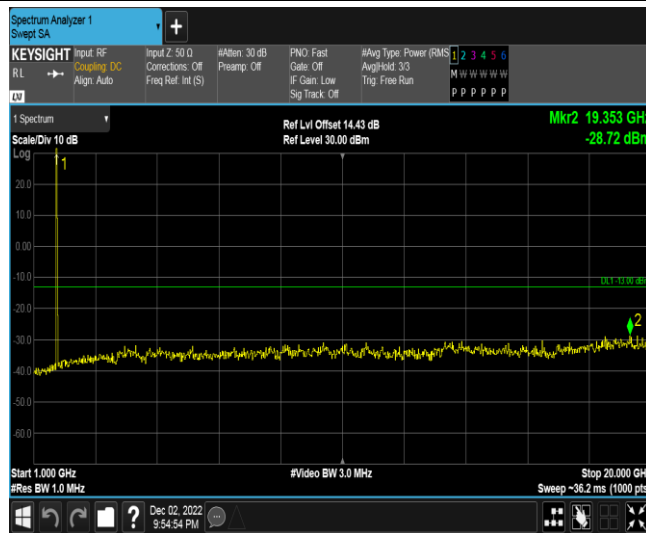 Spectrum Analyzer 1
Swept SA
KEYSIGHT
RL
LXI
Input: RF
Coupling: DC
Align: Auto
Input Z: 50 Ω
Corrections: Off
Freq Ref: Int (S)
#Atten: 30 dB
Preamp: Off
PNO: Fast
Gate: Off
IF Gain: Low
Sig Track: Off
#Avg Type: Power (RMS
Avg|Hold: 3/3
Trig: Free Run
1 2 3 4 5 6
M W W W W W
P P P P P P
1 Spectrum
Scale/Div 10 dB
Ref Lvl Offset 14.43 dB
Ref Level 30.00 dBm
Mkr2 19.353 GHz
-28.72 dBm
Log
1
20.0
10.0
0.00
-10.0
DL1 -13.00 dBm
-20.0
2
-30.0
-40.0
-50.0
-60.0
Start 1.000 GHz
#Video BW 3.0 MHz
Stop 20.000 GH
#Res BW 1.0 MHz
Sweep ~36.2 ms (1000 pts
?
Dec 02, 2022
9:54:54 PM